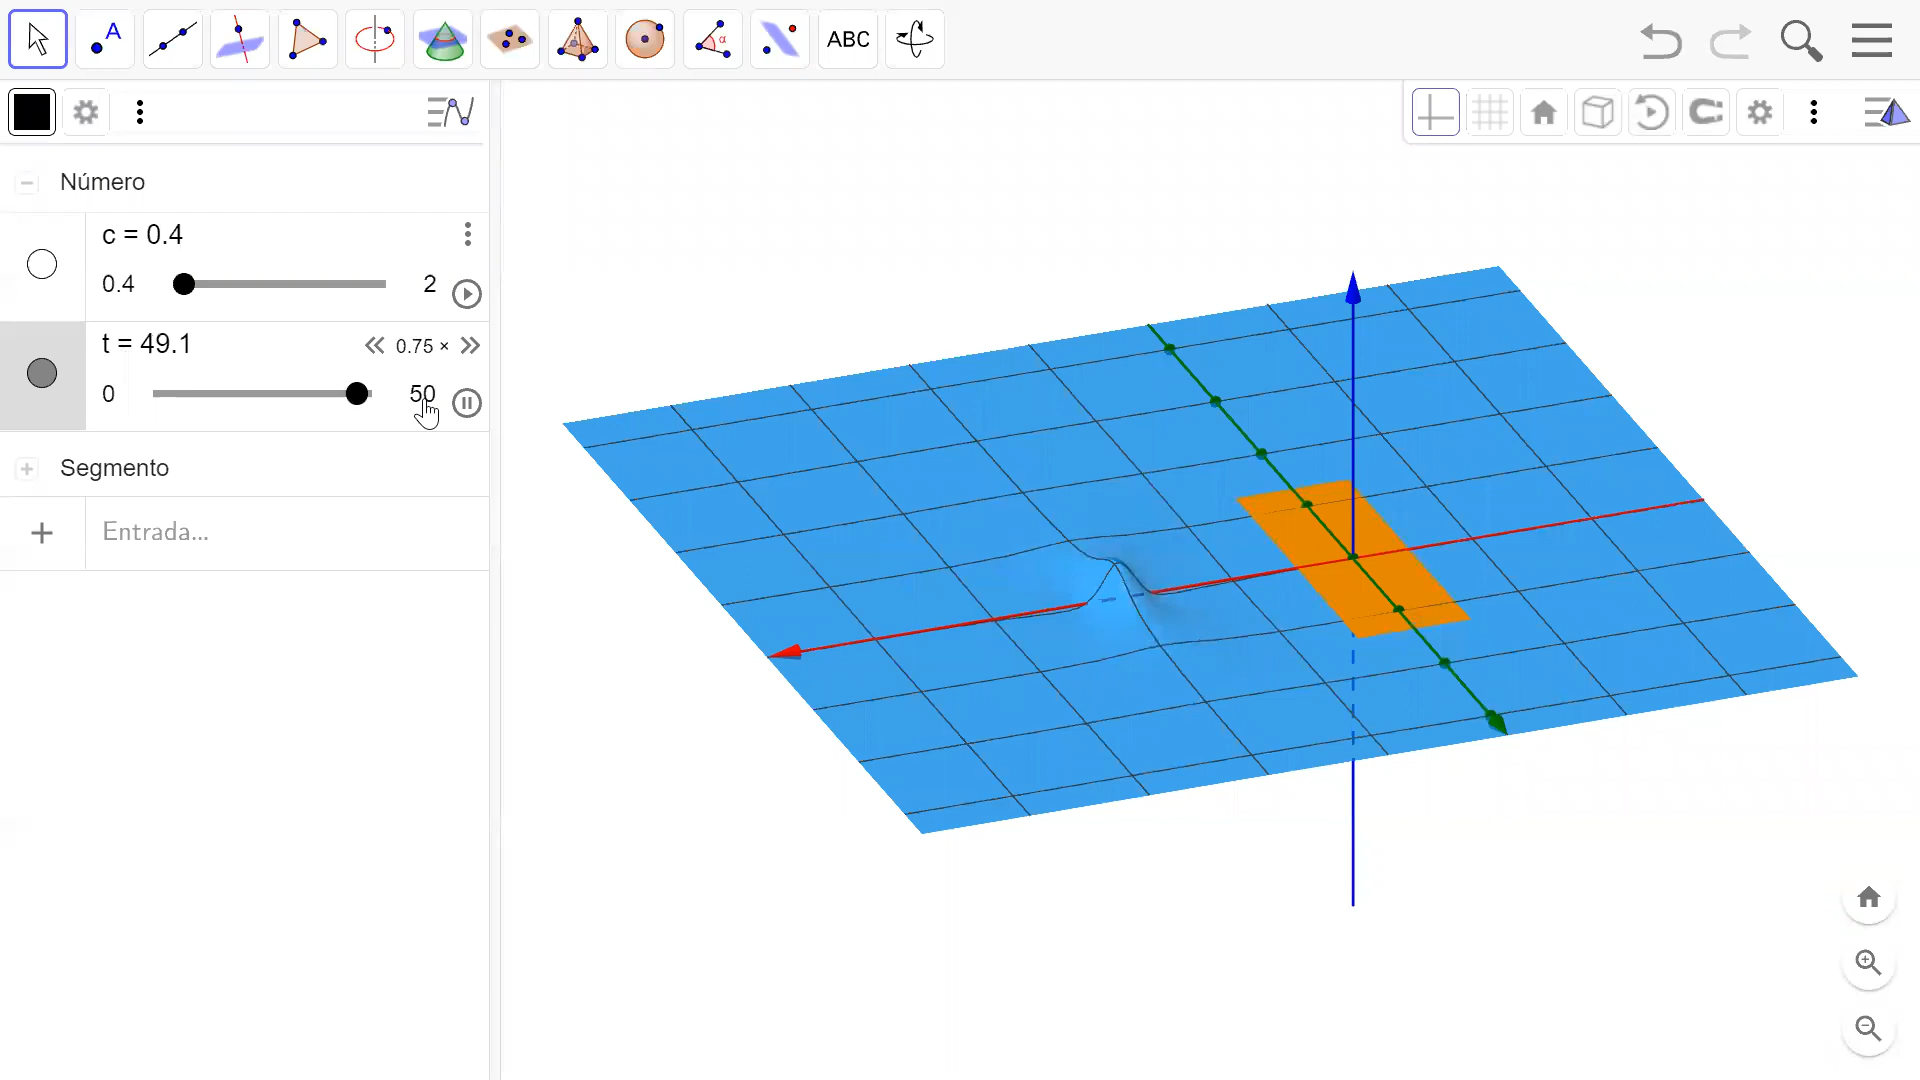 A
α
ABC
Número
c = 0.4
0.4 2
t = 49.1 0.75 ×
0 50
Segmento
Entrada...